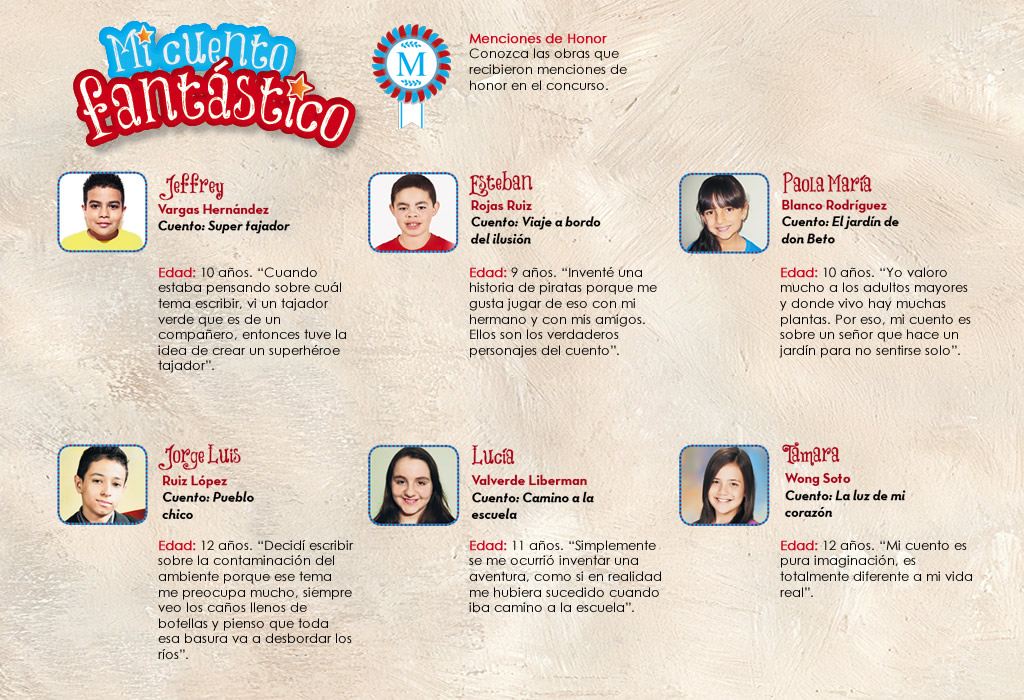 Mi cuento
fantástico
M
Menciones de Honor
Conozca las obras que
recibieron menciones de
honor en el concurso.
Jeffrey
Vargas Hernández
Cuento: Super tajador
Edad: 10 años. “Cuando
estaba pensando sobre cuál
tema escribir, vi un tajador
verde que es de un
compañero, entonces tuve la
idea de crear un superhéroe
tajador”.
Esteban
Rojas Ruiz
Cuento: Viaje a bordo
del ilusión
Edad: 9 años. “Inventé una
historia de piratas porque me
gusta jugar de eso con mi
hermano y con mis amigos.
Ellos son los verdaderos
personajes del cuento”.
Paola María
Blanco Rodríguez
Cuento: El jardín de
don Beto
Edad: 10 años. “Yo valoro
mucho a los adultos mayores
y donde vivo hay muchas
plantas. Por eso, mi cuento es
sobre un señor que hace un
jardín para no sentirse solo”.
Jorge Luis
Ruiz López
Cuento: Pueblo
chico
Edad: 12 años. “Decidí escribir
sobre la contaminación del
ambiente porque ese tema
me preocupa mucho, siempre
veo los caños llenos de
botellas y pienso que toda
esa basura va a desbordar los
ríos”.
Lucía
Valverde Liberman
Cuento: Camino a la
escuela
Edad: 11 años. “Simplemente
se me ocurrió inventar una
aventura, como si en realidad
me hubiera sucedido cuando
iba camino a la escuela”.
Tamara
Wong Soto
Cuento: La luz de mi
corazón
Edad: 12 años. “Mi cuento es
pura imaginación, es
totalmente diferente a mi vida
real”.